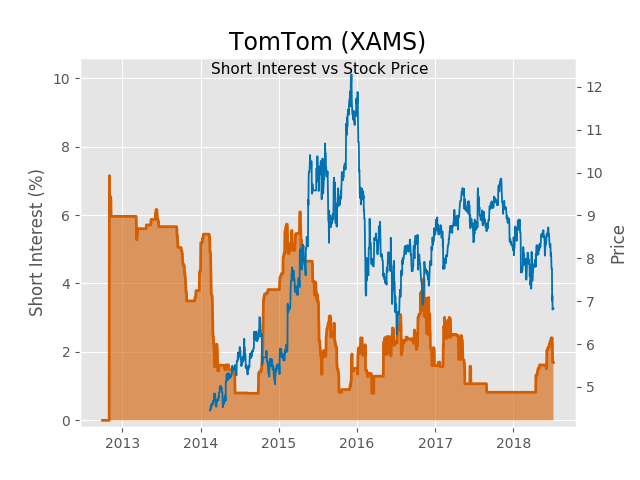 TomTom (XAMS)
Short Interest vs Stock Price
Short Interest (%)
10
8
6
4
2
0
12
11
10
9
8
7
6
5
Price
2013 2014 2015 2016 2017 2018